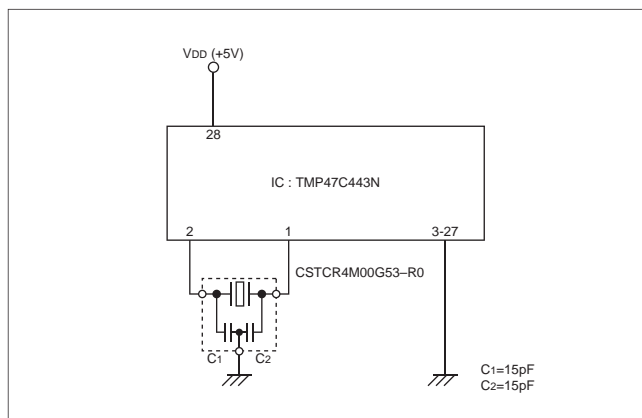 VDD (+5V)
28
IC : TMP47C443N
2 1 3-27
CSTCR4M00G53–R0
C1 C2
C1=15pF
C2=15pF